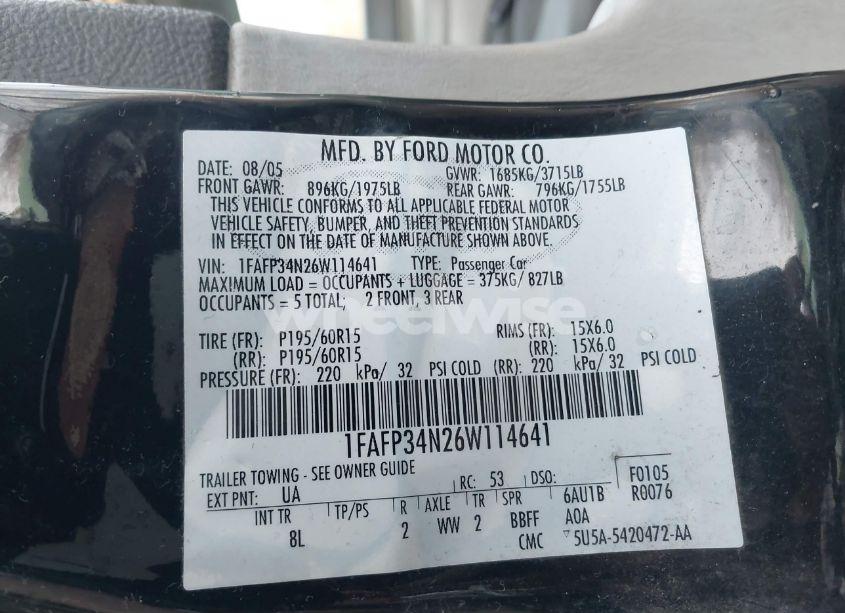 MFD. BY FORD MOTOR CO.
DATE: 08/05 GVWR: 1685KG/3715LB
FRONT GAWR: 896KG/1975LB REAR GAWR: 796KG/1755LB
THIS VEHICLE CONFORMS TO ALL APPLICABLE FEDERAL MOTOR
VEHICLE SAFETY, BUMPER, AND THEFT PREVENTION STANDARDS
IN EFFECT ON THE DATE OF MANUFACTURE SHOWN ABOVE.
VIN: 1FAFP34N26W114641 TYPE: Passenger Car
MAXIMUM LOAD = OCCUPANTS + LUGGAGE = 375KG/ 827LB
OCCUPANTS = 5 TOTAL; 2 FRONT, 3 REAR
wheelwise
TIRE (FR): P195/60R15 RIMS (FR): 15X6.0
(RR): P195/60R15 (RR): 15X6.0
PRESSURE (FR): 220 kPa/ 32 PSI COLD (RR): 220 kPa/ 32 PSI COLD
1FAFP34N26W114641
TRAILER TOWING - SEE OWNER GUIDE
EXT PNT: UA RC: 53 DSO: 6AU1B F0105
R0076
INT TR TP/PS R AXLE TR SPR A0A
8L 2 WW 2 BBFF
CMC 5U5A-5420472-AA